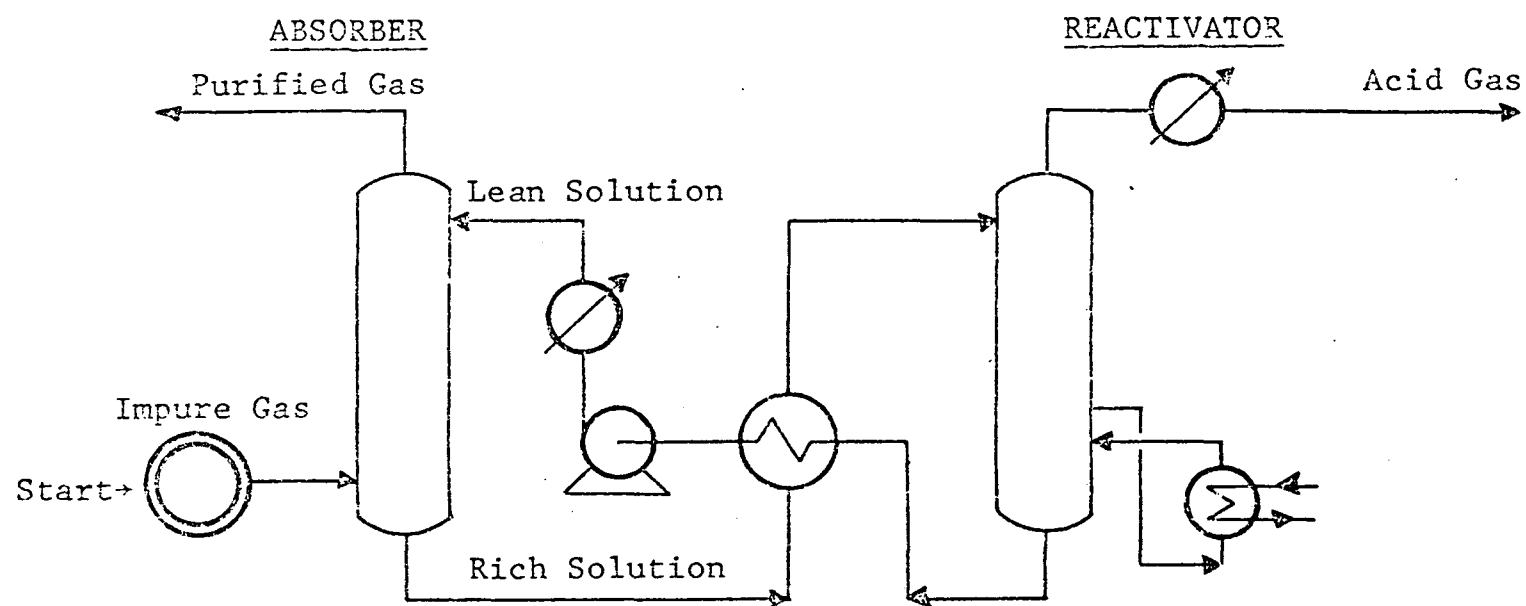 ABSORBER
REACTIVATOR
Purified Gas
Acid Gas
Lean Solution
Impure Gas
Start→
Rich Solution